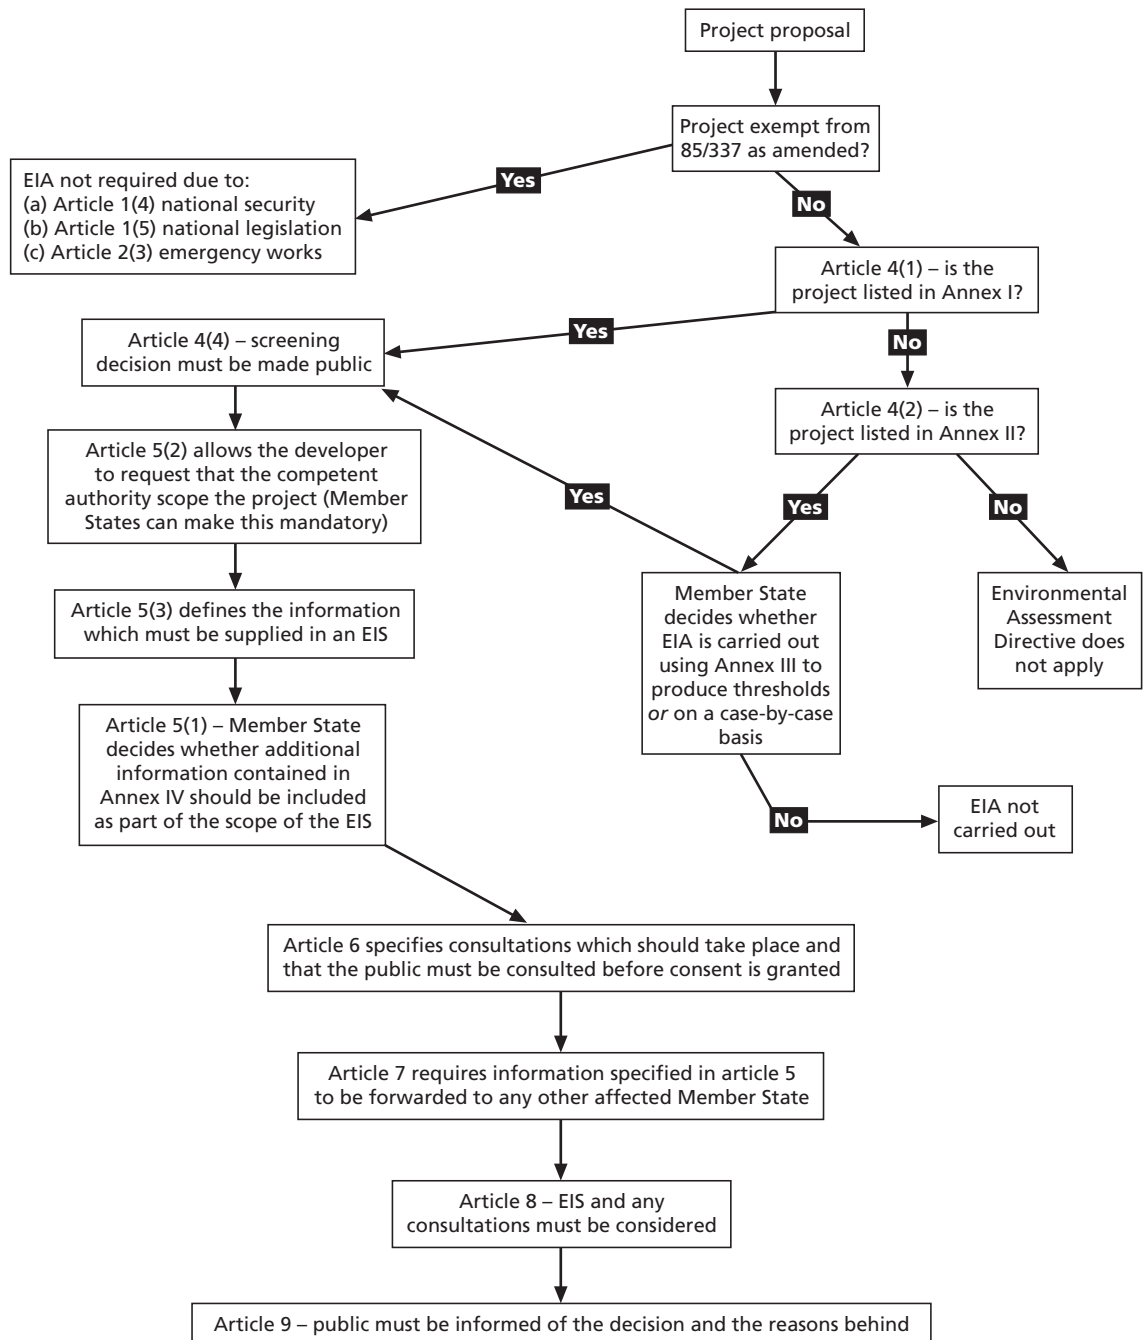 Project proposal
Project exempt from
85/337 as amended?
Yes
No
EIA not required due to:
(a) Article 1(4) national security
(b) Article 1(5) national legislation
(c) Article 2(3) emergency works
Article 4(1) – is the
project listed in Annex I?
Yes
No
Article 4(4) – screening
decision must be made public
Article 4(2) – is the
project listed in Annex II?
Article 5(2) allows the developer
to request that the competent
authority scope the project (Member
States can make this mandatory)
Yes
Yes
No
Article 5(3) defines the information
which must be supplied in an EIS
Member State
decides whether
EIA is carried out
using Annex III to
produce thresholds
or on a case-by-case
basis
Environmental
Assessment
Directive does
not apply
Article 5(1) – Member State
decides whether additional
information contained in
Annex IV should be included
as part of the scope of the EIS
No
EIA not
carried out
Article 6 specifies consultations which should take place and
that the public must be consulted before consent is granted
Article 7 requires information specified in article 5
to be forwarded to any other affected Member State
Article 8 – EIS and any
consultations must be considered
Article 9 – public must be informed of the decision and the reasons behind